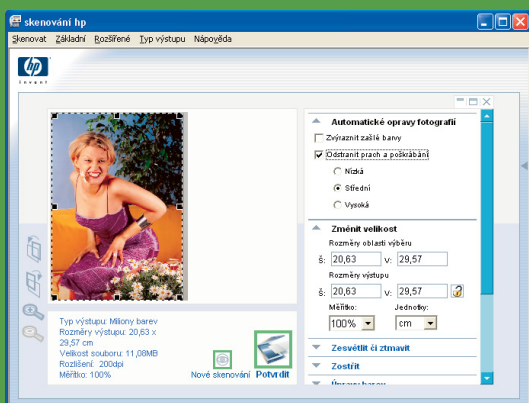 skenování hp
Skenovat Základní Rozšířené Typ výstupu Nápověda
hp
invent
Automatické opravy fotografií
Zvýraznit zašlé barvy
Odstranit prach a poškrábání
Nízká
Střední
Vysoká
Změnit velikost
Rozměry oblasti výběru
Š: 20,63 V: 29,57
Rozměry výstupu
Š: 20,63 V: 29,57
Měřítko: Jednotky:
100% cm
Zesvětlit či ztmavit
Zostřit
Úpravy barev
Typ výstupu: Miliony barev
Rozměry výstupu: 20,63 x
29,57 cm
Velikost souboru: 11,08MB
Rozlišení: 200dpi
Měřítko: 100%
Nové skenování Potvrdit